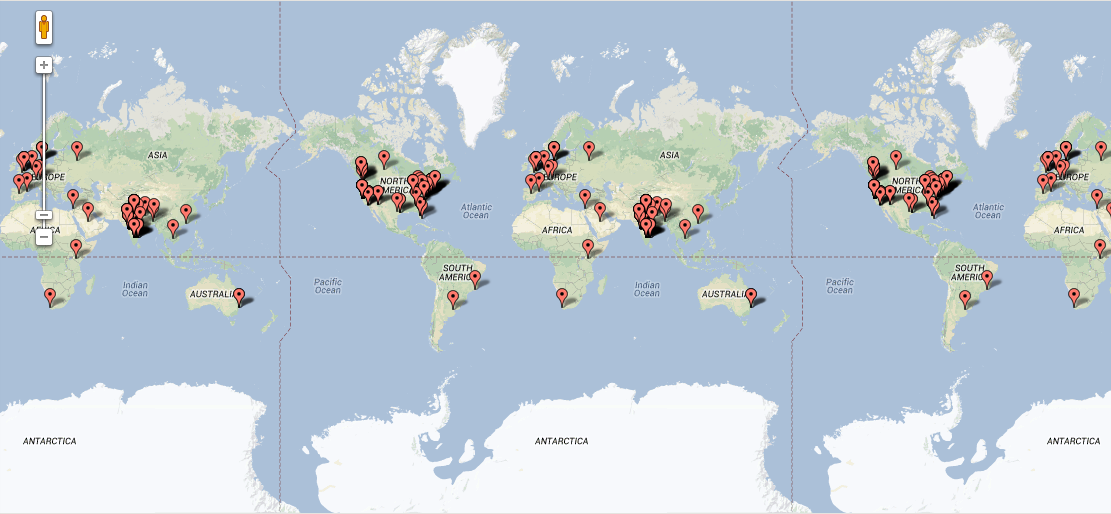 ASIA
ASIA
EUROPE
NORTH
AMERICA
EUROPE
NORTH
AMERICA
EUROPE
Atlantic
Ocean
Atlantic
Ocean
AFRICA
AFRICA
AFRICA
SOUTH
AMERICA
SOUTH
AMERICA
Indian
Ocean
Pacific
Ocean
Indian
Ocean
Pacific
Ocean
AUSTRALIA
AUSTRALIA
ANTARCTICA
ANTARCTICA
ANTARCTICA